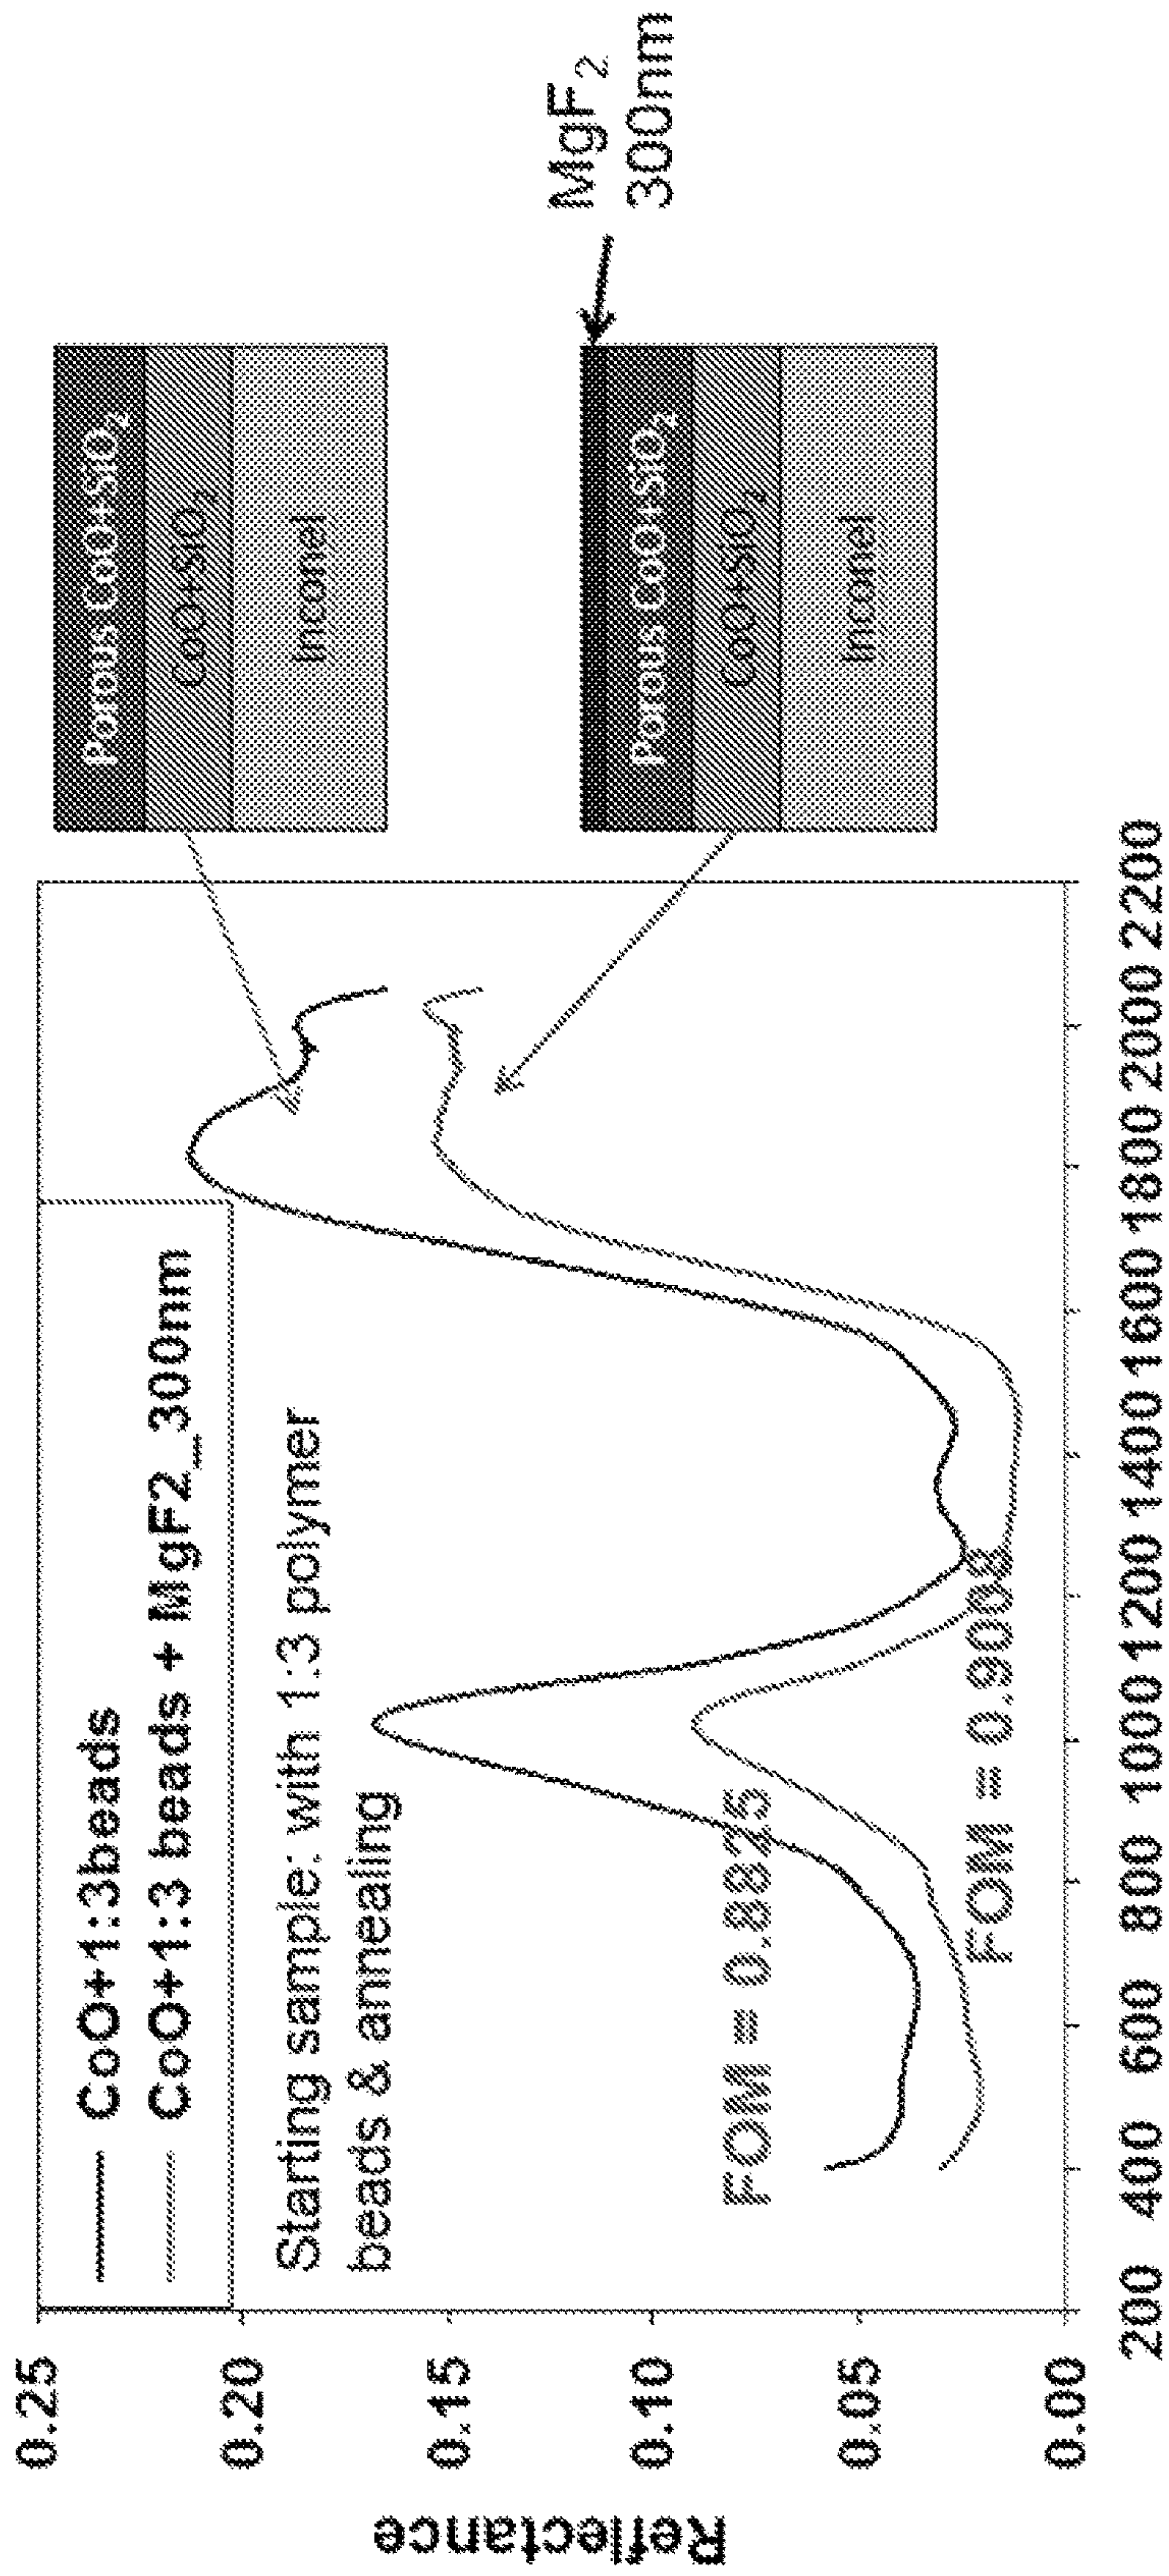 CoO+1:3beads
CoO+1:3 beads + MgF2_300nm
Starting sample: with 1:3 polymer
beads & annealing
FOM = 0.8825
FOM = 0.9008
Reflectance
0.25
0.20
0.15
0.10
0.05
0.00
200 400 600 800 1000 1200 1400 1600 1800 2000 2200
Porous CoO+SiO₂
CoO+SiO₂
Inconel
MgF₂
300nm
Porous CoO+SiO₂
CoO+SiO₂
Inconel